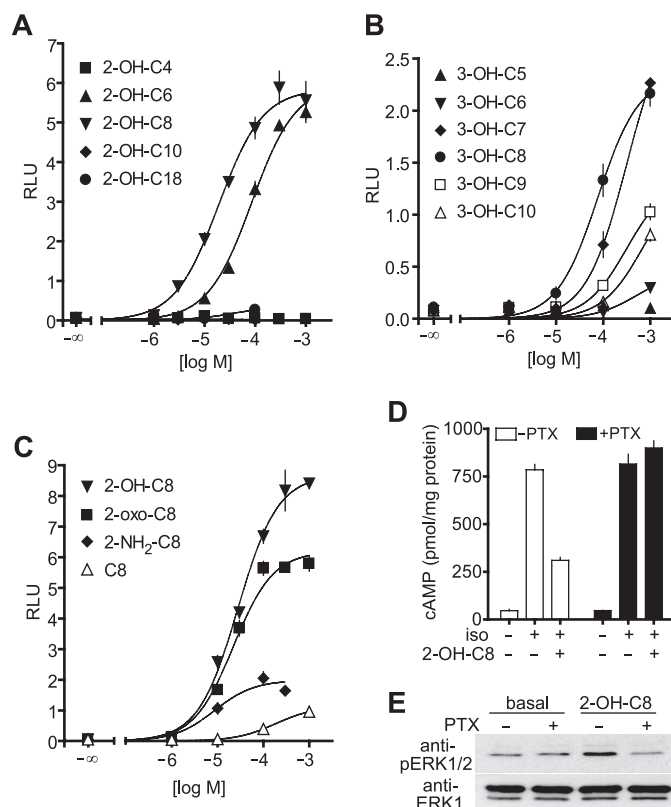 A
7
6
5
4
3
2
1
0
RLU
■ 2-OH-C4
▲ 2-OH-C6
▼ 2-OH-C8
◆ 2-OH-C10
● 2-OH-C18
–∞ –6 –5 –4 –3
[log M]
B
2.5
2.0
1.5
1.0
0.5
0.0
RLU
▲ 3-OH-C5
▼ 3-OH-C6
◆ 3-OH-C7
● 3-OH-C8
□ 3-OH-C9
△ 3-OH-C10
–∞ –6 –5 –4 –3
[log M]
C
9
8
7
6
5
4
3
2
1
0
RLU
▼ 2-OH-C8
■ 2-oxo-C8
◆ 2-NH₂-C8
△ C8
–∞ –6 –5 –4 –3
[log M]
D
□ –PTX ■ +PTX
1000
750
500
250
0
cAMP (pmol/mg protein)
iso – + + – + +
2-OH-C8 – – + – – +
E
basal 2-OH-C8
PTX – + – +
anti-
pERK1/2
anti-
ERK1